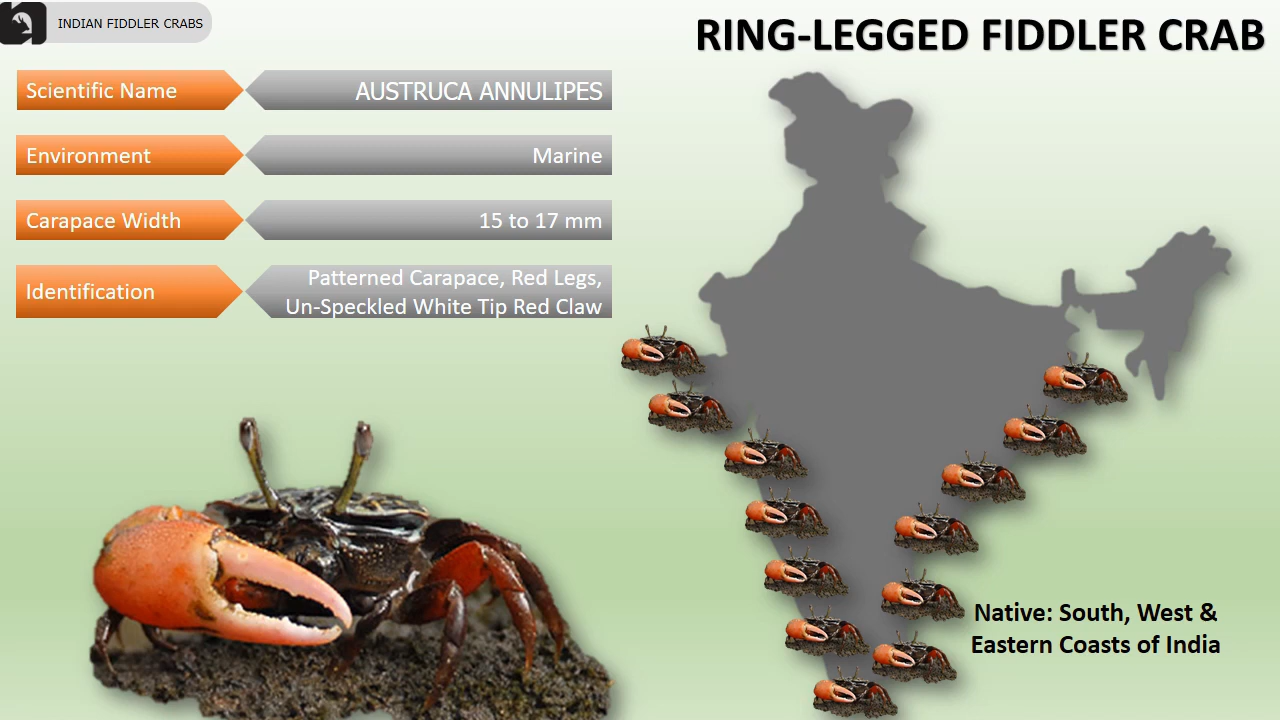 INDIAN FIDDLER CRABS
RING-LEGGED FIDDLER CRAB
Scientific Name
AUSTRUCA ANNULIPES
Environment
Marine
Carapace Width
15 to 17 mm
Identification
Patterned Carapace, Red Legs,
Un-Speckled White Tip Red Claw
Native: South, West &
Eastern Coasts of India